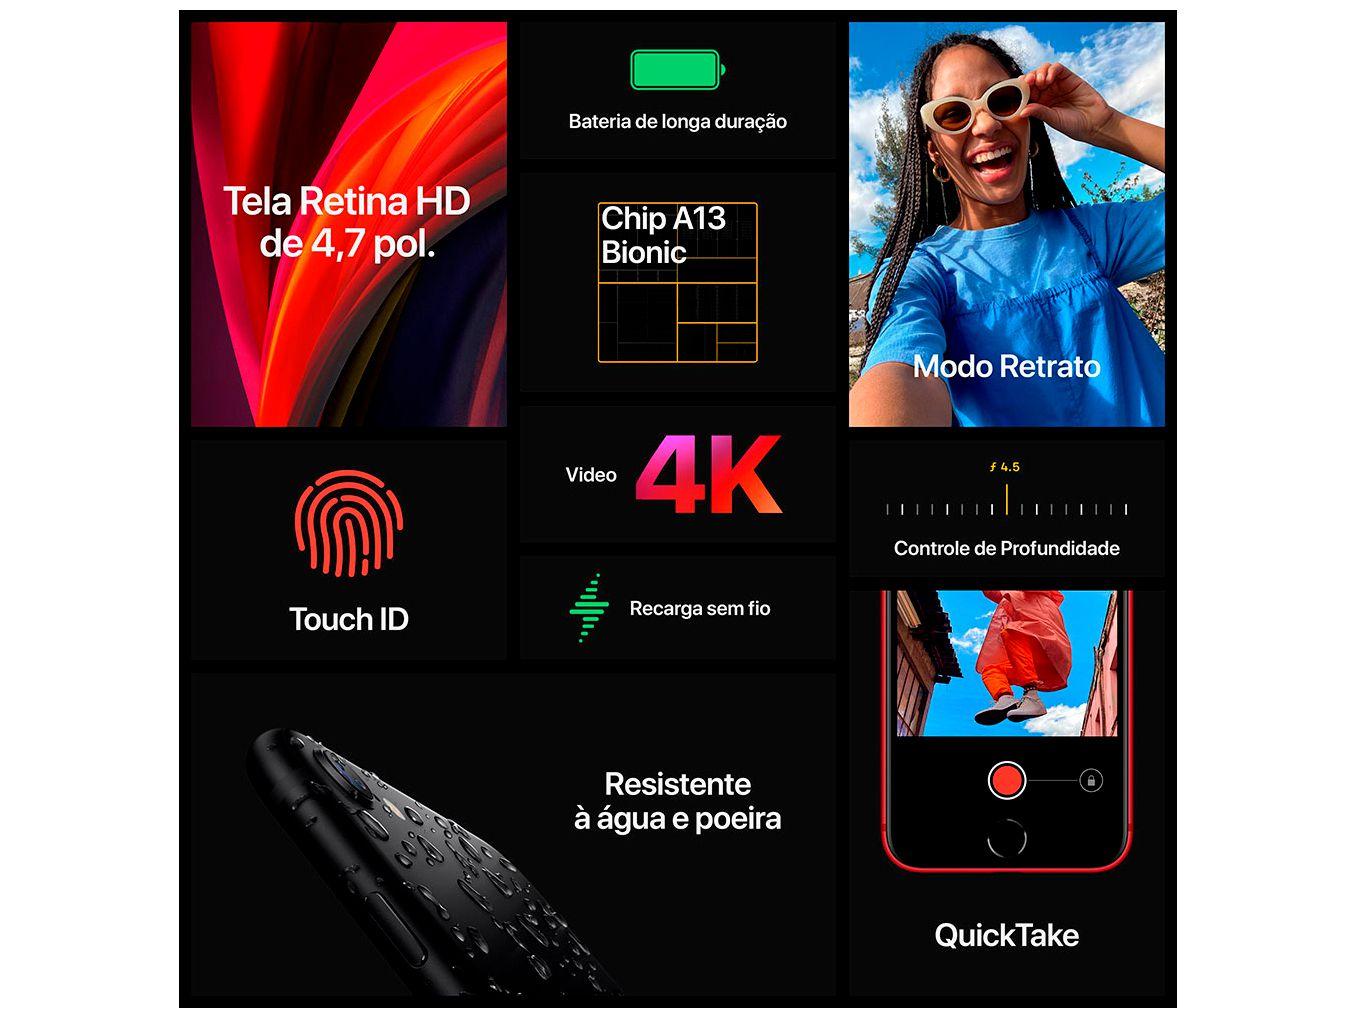 Tela Retina HD
de 4,7 pol.
Bateria de longa duração
Chip A13
Bionic
Modo Retrato
Touch ID
Video 4K
Recarga sem fio
ƒ 4.5
Controle de Profundidade
Resistente
à água e poeira
QuickTake